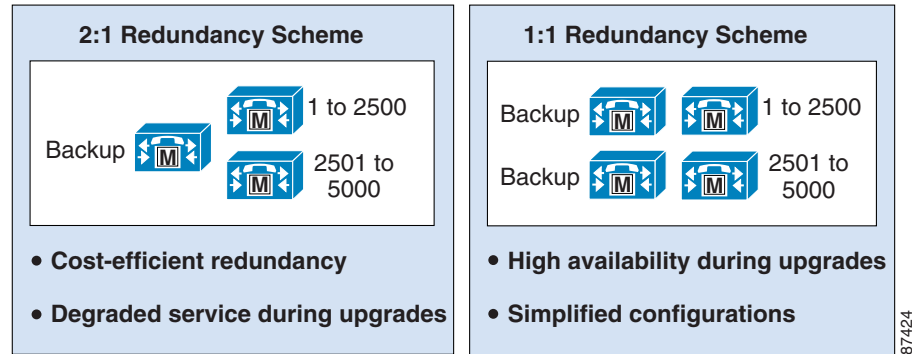 2:1 Redundancy Scheme
Backup
M
M
1 to 2500
M
2501 to
5000
• Cost-efficient redundancy
• Degraded service during upgrades
1:1 Redundancy Scheme
Backup
M
M
1 to 2500
Backup
M
M
2501 to
5000
• High availability during upgrades
• Simplified configurations
87424